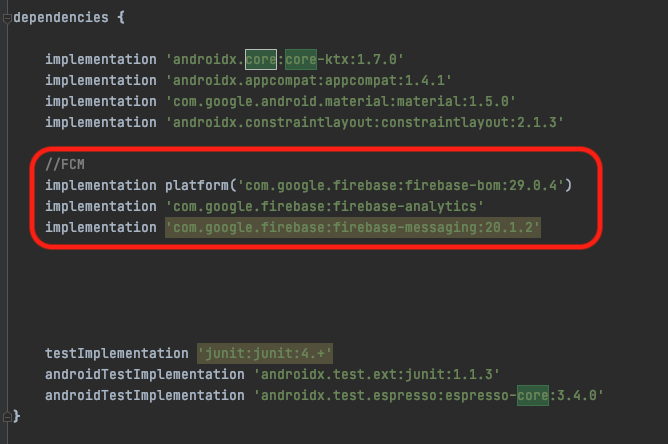 dependencies {
implementation 'androidx.core:core-ktx:1.7.0'
implementation 'androidx.appcompat:appcompat:1.4.1'
implementation 'com.google.android.material:material:1.5.0'
implementation 'androidx.constraintlayout:constraintlayout:2.1.3'
//FCM
implementation platform('com.google.firebase:firebase-bom:29.0.4')
implementation 'com.google.firebase:firebase-analytics'
implementation 'com.google.firebase:firebase-messaging:20.1.2'
testImplementation 'junit:junit:4.+'
androidTestImplementation 'androidx.test.ext:junit:1.1.3'
androidTestImplementation 'androidx.test.espresso:espresso-core:3.4.0'
}